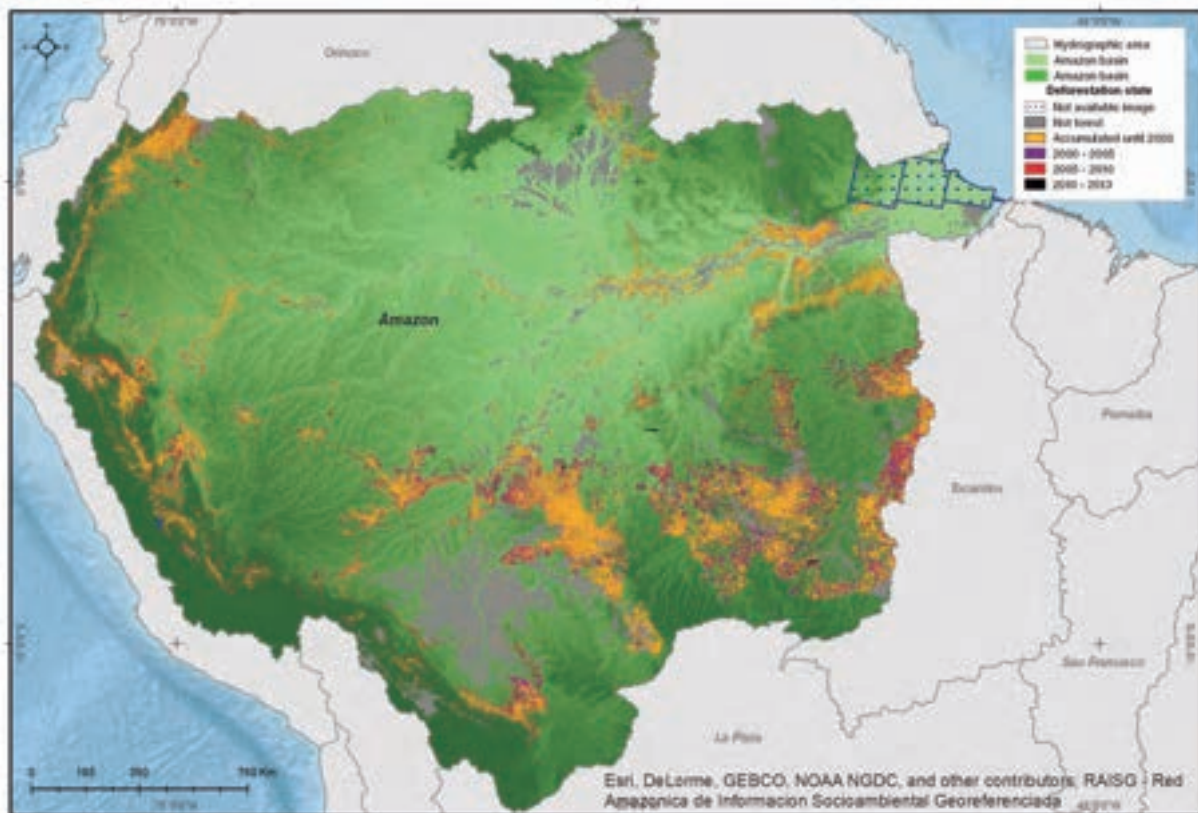 Orinoco
Hydrographic area
Amazon basin
Amazon basin
Deforestation state
Not available image
Not forest
Accumulated until 2000
2000 - 2005
2005 - 2010
2010 - 2013
Amazon
Parnaiba
Tocantins
Sao Francisco
La Plata
0
Km
Esri, DeLorme, GEBCO, NOAA NGDC, and other contributors, RAISG - Red
Amazonica de Informacion Socioambiental Georeferenciada